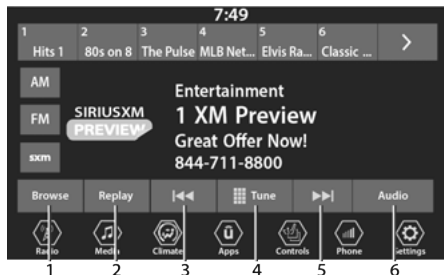 7:49
1 2 3 4 5 6
Hits 1 80s on 8 The Pulse MLB Net... Elvis Ra... Classic ...
AM
FM
sxm
SIRIUSXM
PREVIEW
Entertainment
1 XM Preview
Great Offer Now!
844-711-8800
Browse Replay Tune Audio
Radio Media Climate Apps Controls Phone Settings
1 2 3 4 5 6